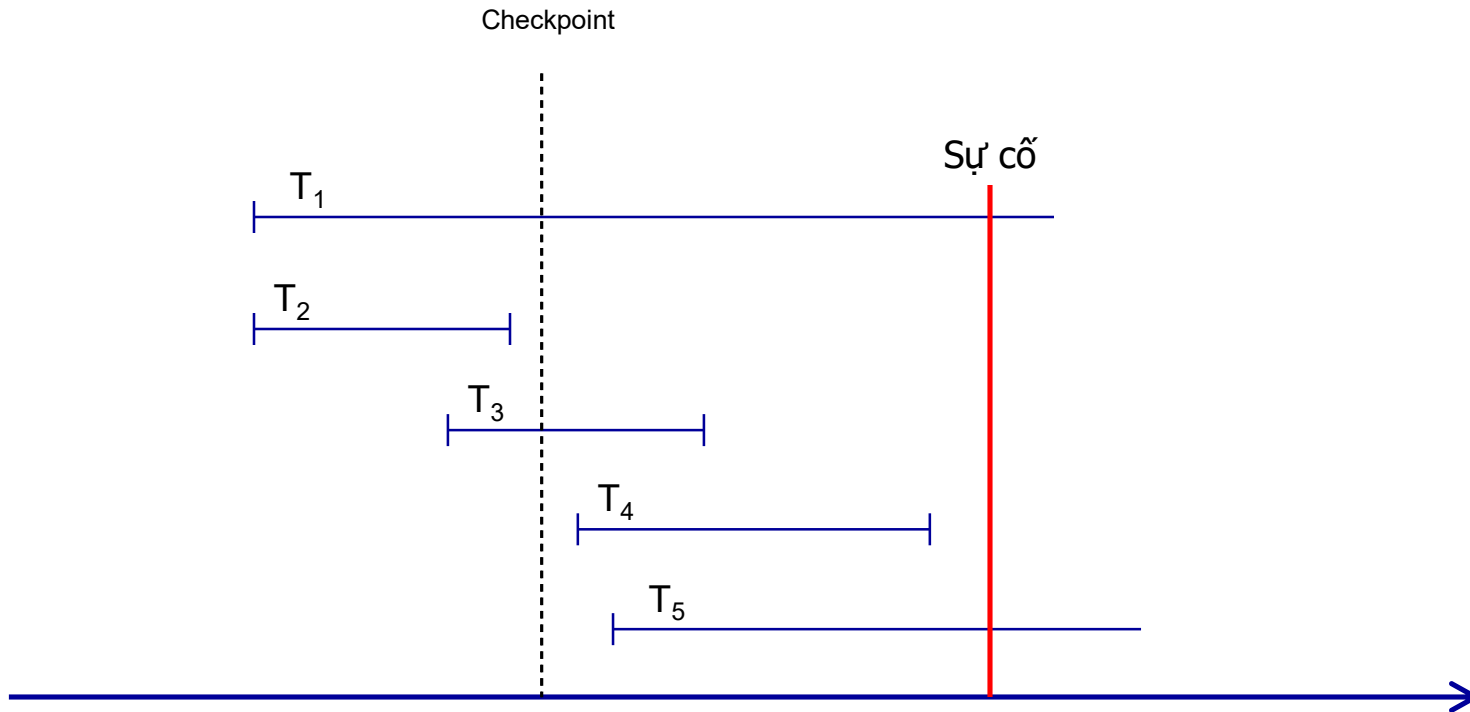 Checkpoint
Sự cố
T₁
T₂
T₃
T₄
T₅